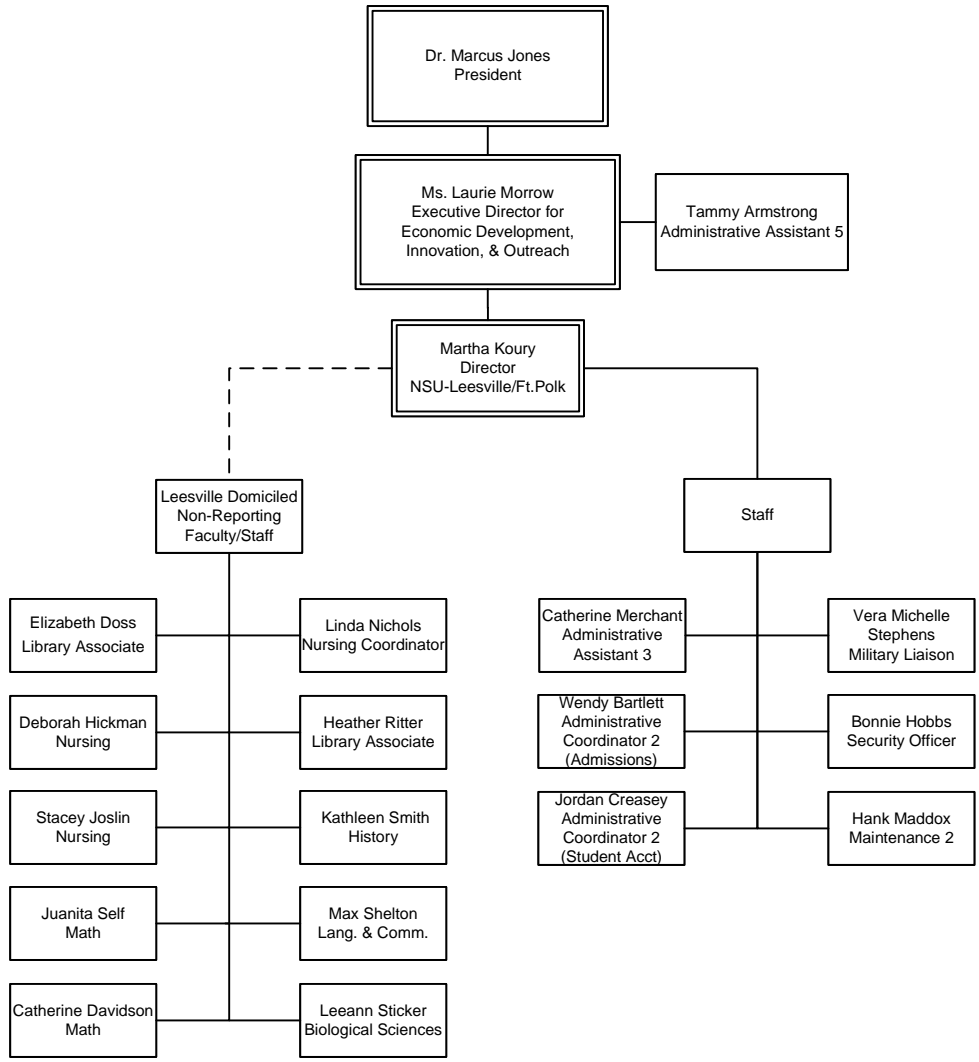 Dr. Marcus Jones
President
Ms. Laurie Morrow
Executive Director for
Economic Development,
Innovation, & Outreach
Tammy Armstrong
Administrative Assistant 5
Martha Koury
Director
NSU-Leesville/Ft.Polk
Leesville Domiciled
Non-Reporting
Faculty/Staff
Staff
Elizabeth Doss
Library Associate
Linda Nichols
Nursing Coordinator
Deborah Hickman
Nursing
Heather Ritter
Library Associate
Stacey Joslin
Nursing
Kathleen Smith
History
Juanita Self
Math
Max Shelton
Lang. & Comm.
Catherine Davidson
Math
Leeann Sticker
Biological Sciences
Catherine Merchant
Administrative
Assistant 3
Vera Michelle
Stephens
Military Liaison
Wendy Bartlett
Administrative
Coordinator 2
(Admissions)
Bonnie Hobbs
Security Officer
Jordan Creasey
Administrative
Coordinator 2
(Student Acct)
Hank Maddox
Maintenance 2